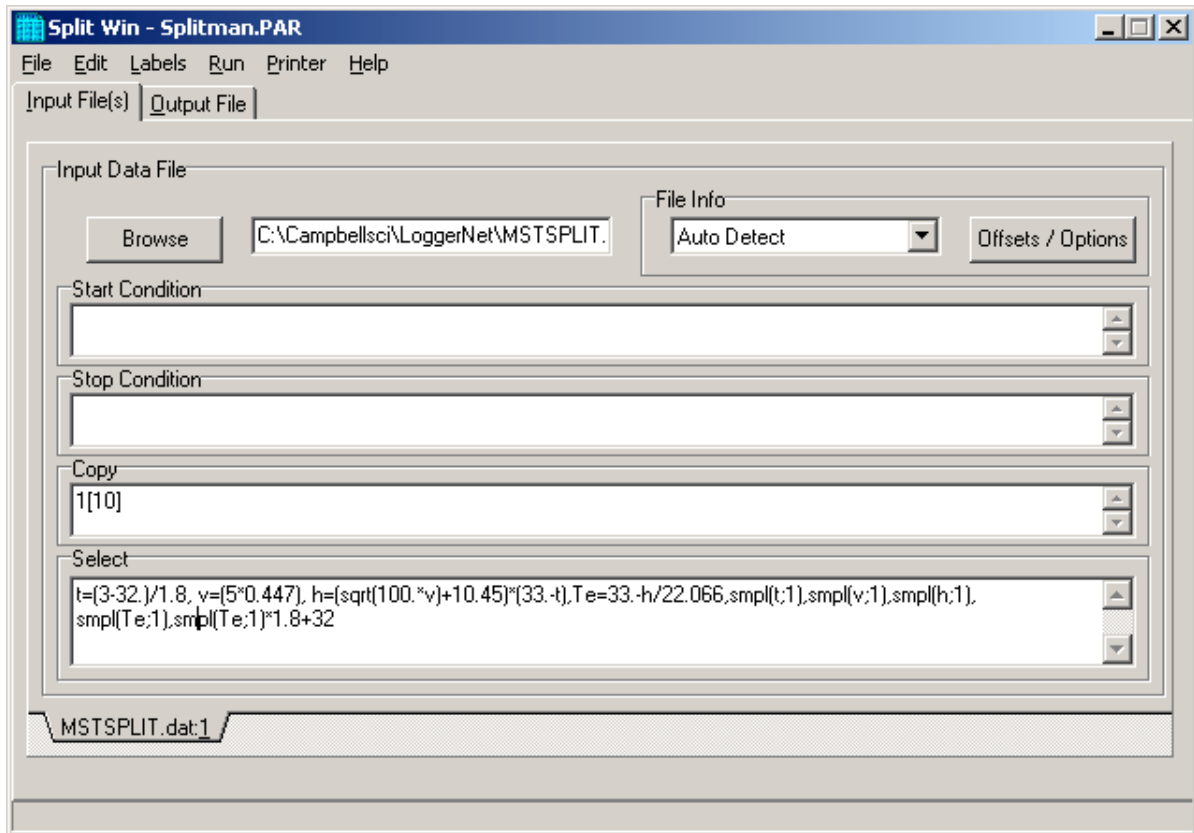 Split Win - Splitman.PAR
File Edit Labels Run Printer Help
Input File(s) Output File
Input Data File
File Info
Browse C:\Campbellsci\LoggerNet\MSTSPLIT. Auto Detect Offsets / Options
Start Condition
Stop Condition
Copy
1[10]
Select
t=(3-32.)/1.8, v=(5*0.447), h=(sqrt(100.*v)+10.45)*(33.-t),Te=33.-h/22.066,smpl(t;1),smpl(v;1),smpl(h;1),
smpl(Te;1),smpl(Te;1)*1.8+32
MSTSPLIT.dat:1